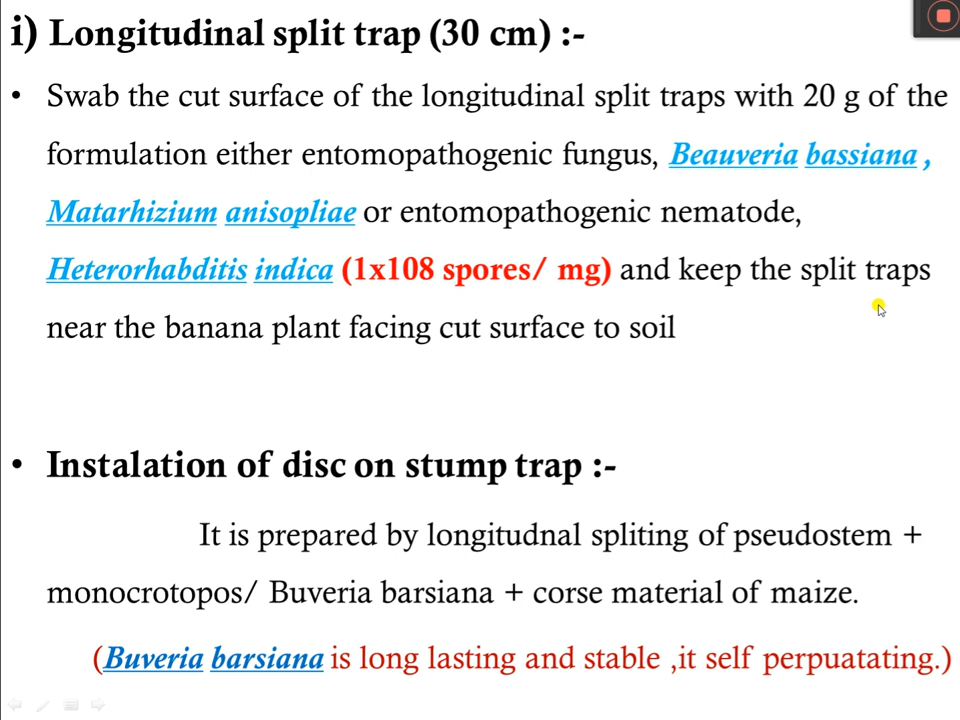 i) Longitudinal split trap (30 cm) :-
• Swab the cut surface of the longitudinal split traps with 20 g of the
formulation either entomopathogenic fungus, Beauveria bassiana ,
Matarhizium anisopliae or entomopathogenic nematode,
Heterorhabditis indica (1x108 spores/ mg) and keep the split traps
near the banana plant facing cut surface to soil
• Instalation of disc on stump trap :-
It is prepared by longitudnal spliting of pseudostem +
monocrotopos/ Buveria barsiana + corse material of maize.
(Buveria barsiana is long lasting and stable ,it self perpuatating.)